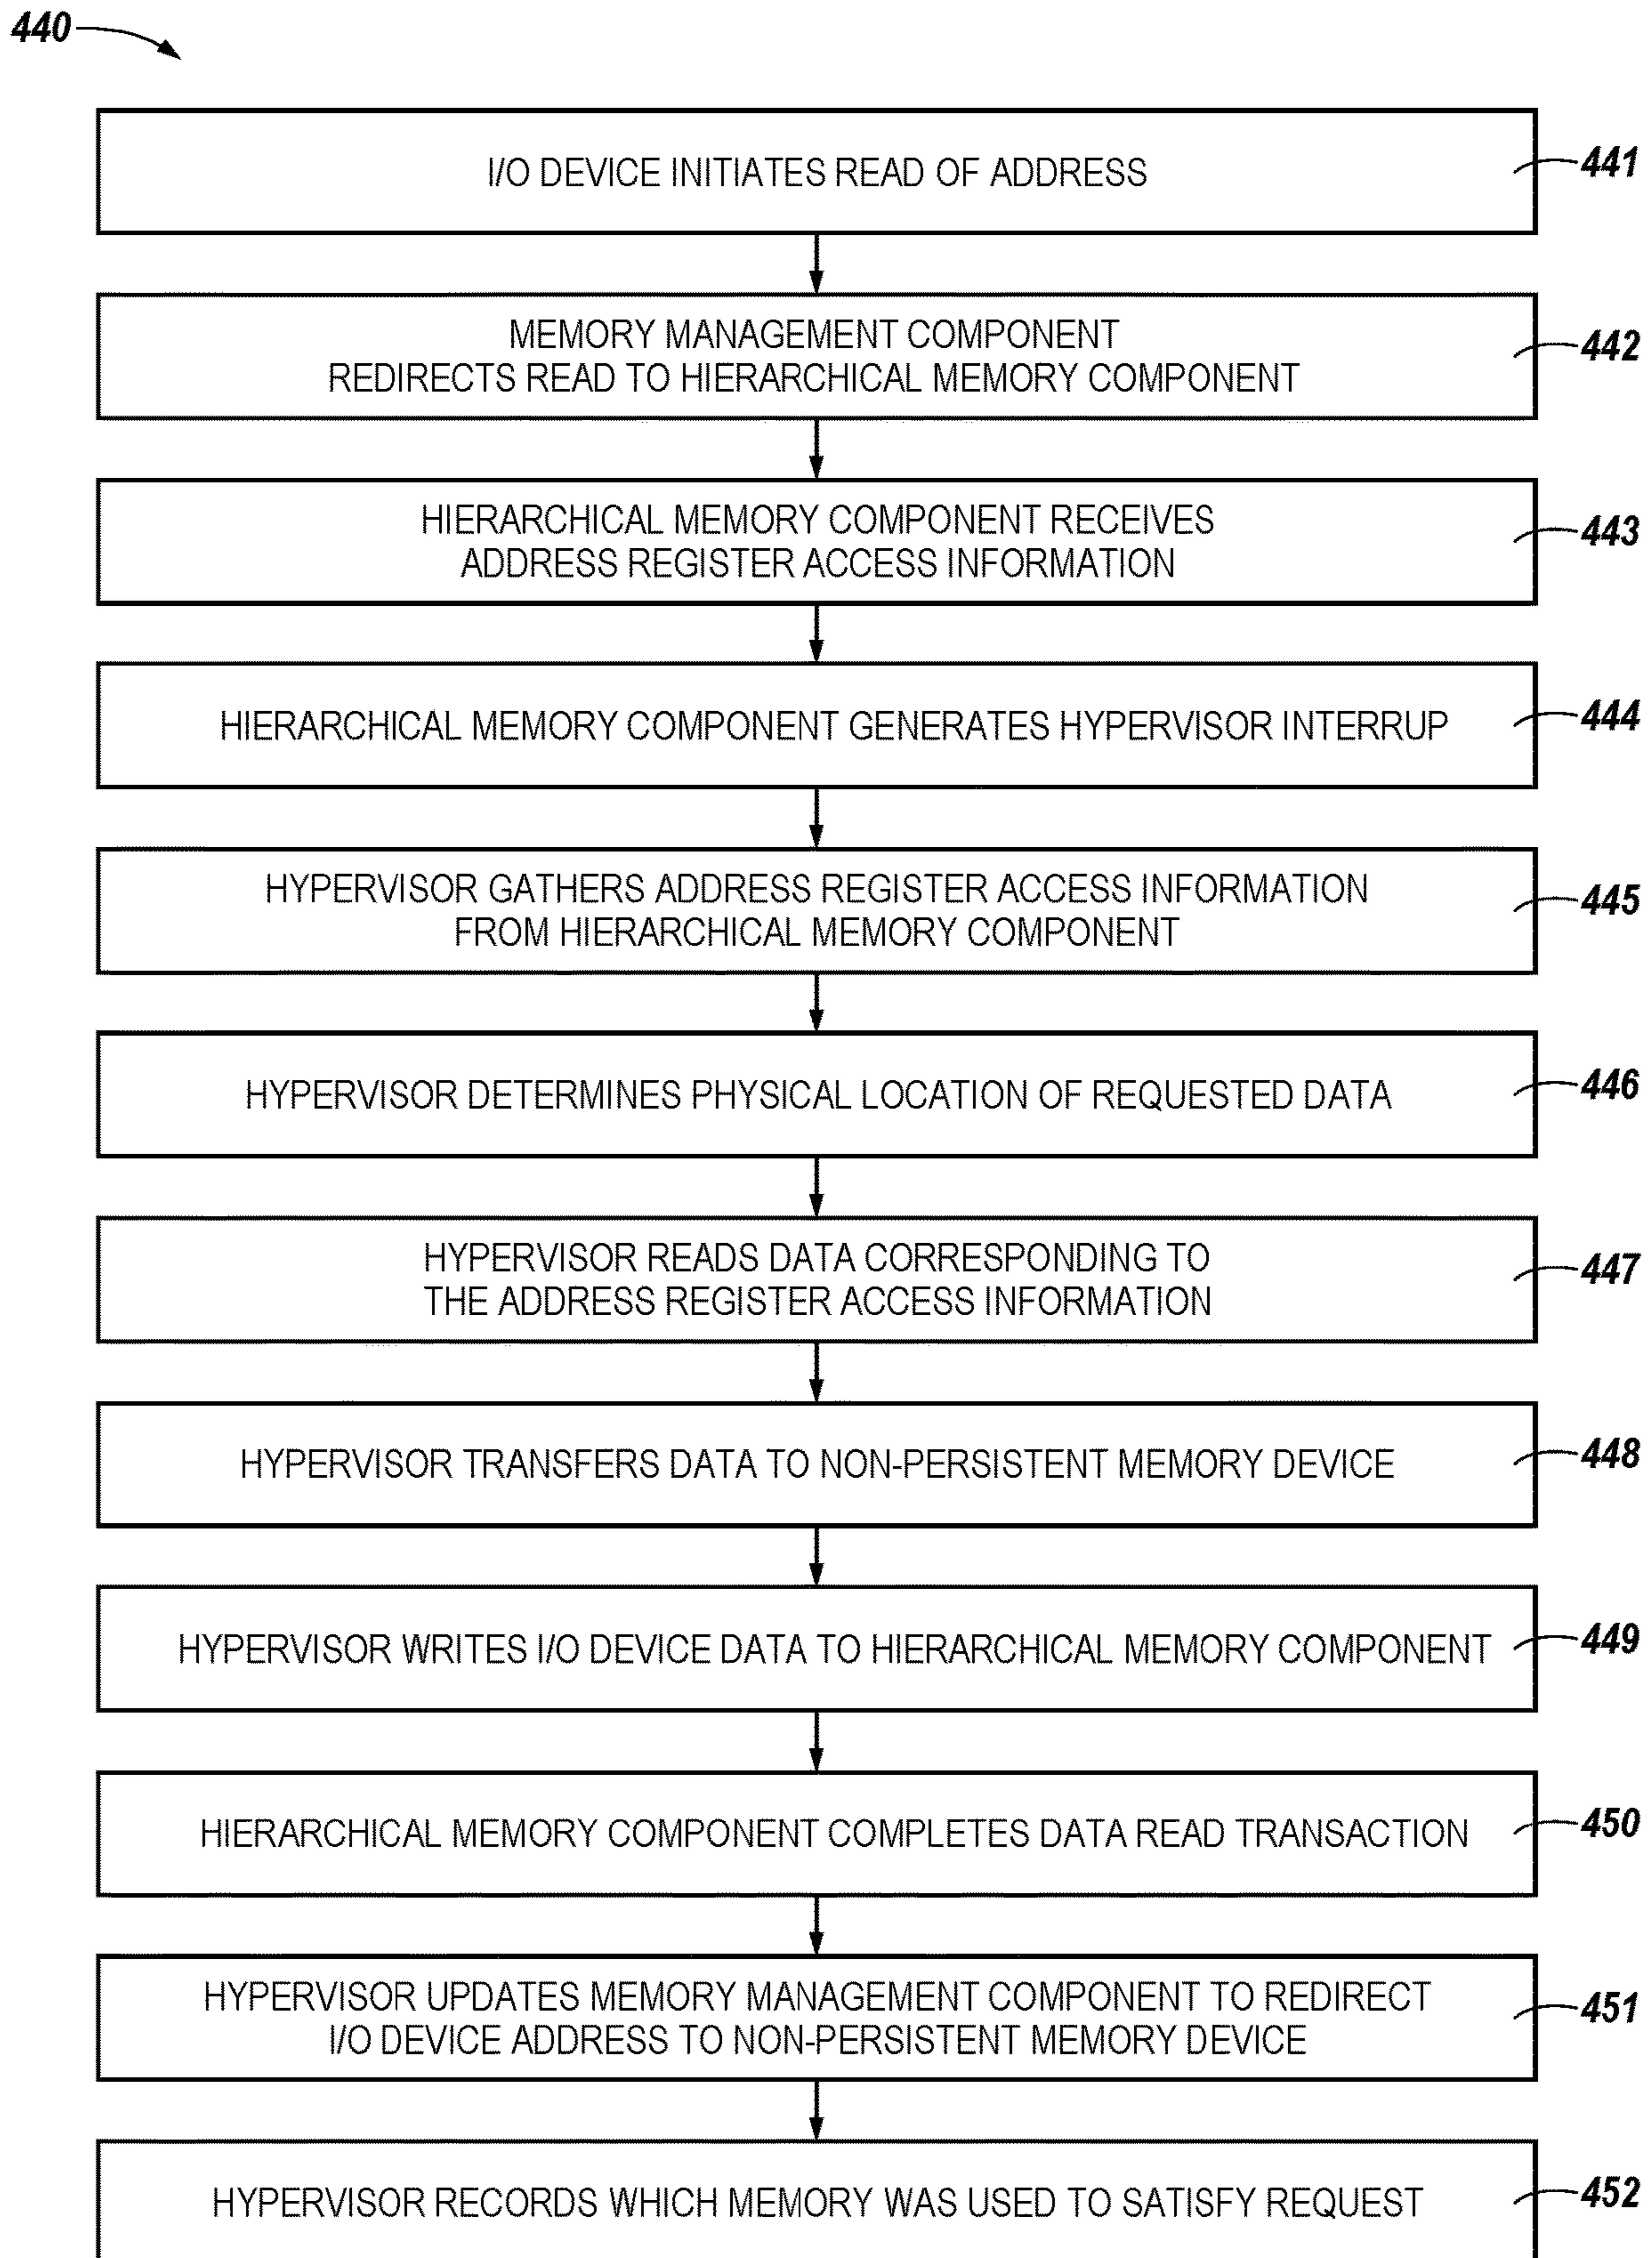 440
I/O DEVICE INITIATES READ OF ADDRESS
441
MEMORY MANAGEMENT COMPONENT
REDIRECTS READ TO HIERARCHICAL MEMORY COMPONENT
442
HIERARCHICAL MEMORY COMPONENT RECEIVES
ADDRESS REGISTER ACCESS INFORMATION
443
HIERARCHICAL MEMORY COMPONENT GENERATES HYPERVISOR INTERRUP
444
HYPERVISOR GATHERS ADDRESS REGISTER ACCESS INFORMATION
FROM HIERARCHICAL MEMORY COMPONENT
445
HYPERVISOR DETERMINES PHYSICAL LOCATION OF REQUESTED DATA
446
HYPERVISOR READS DATA CORRESPONDING TO
THE ADDRESS REGISTER ACCESS INFORMATION
447
HYPERVISOR TRANSFERS DATA TO NON-PERSISTENT MEMORY DEVICE
448
HYPERVISOR WRITES I/O DEVICE DATA TO HIERARCHICAL MEMORY COMPONENT
449
HIERARCHICAL MEMORY COMPONENT COMPLETES DATA READ TRANSACTION
450
HYPERVISOR UPDATES MEMORY MANAGEMENT COMPONENT TO REDIRECT
I/O DEVICE ADDRESS TO NON-PERSISTENT MEMORY DEVICE
451
HYPERVISOR RECORDS WHICH MEMORY WAS USED TO SATISFY REQUEST
452